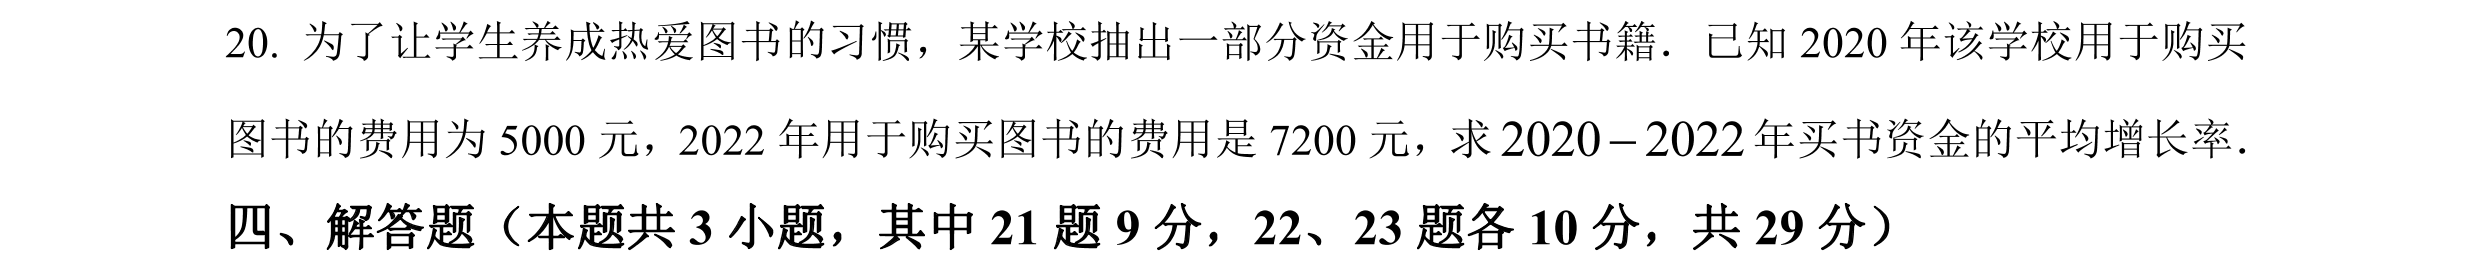 20. 为了让学生养成热爱图书的习惯，某学校抽出一部分资金用于购买书籍．已知 2020 年该学校用于购买
图书的费用为 5000 元，2022 年用于购买图书的费用是 7200 元，求 2020－2022 年买书资金的平均增长率．
四、解答题（本题共 3 小题，其中 21 题 9 分，22、23 题各 10 分，共 29 分）